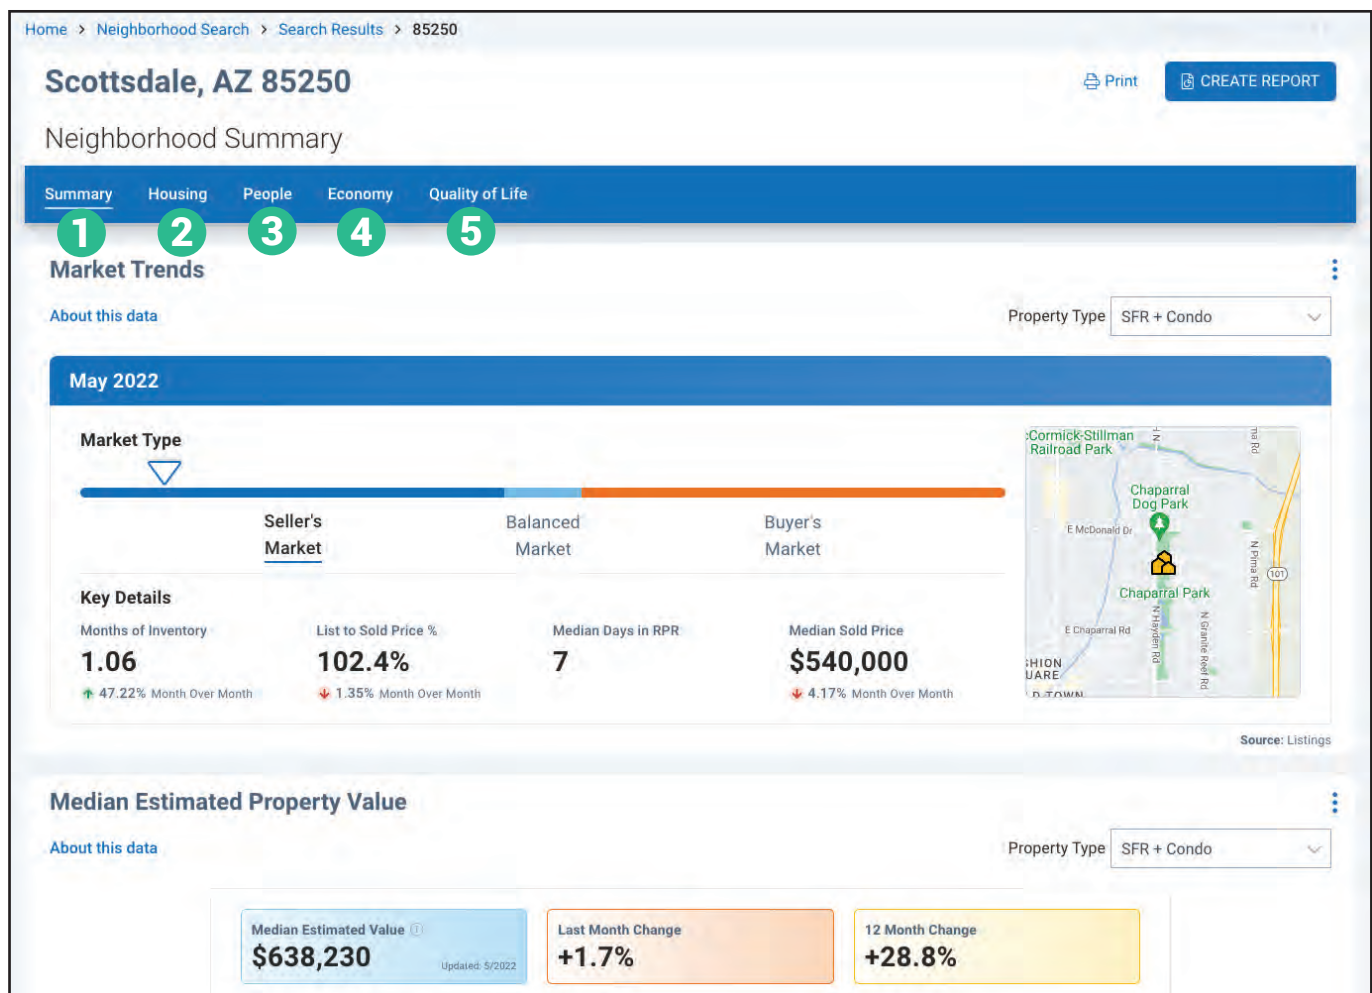 Home > Neighborhood Search > Search Results > 85250
Scottsdale, AZ 85250
Print
CREATE REPORT
Neighborhood Summary
Summary Housing People Economy Quality of Life
1 2 3 4 5
Market Trends
About this data
Property Type SFR + Condo
May 2022
Market Type
Seller's Market
Balanced Market
Buyer's Market
Key Details
Months of Inventory
1.06
47.22% Month Over Month
List to Sold Price %
102.4%
1.35% Month Over Month
Median Days in RPR
7
Median Sold Price
$540,000
4.17% Month Over Month
Cormick-Stillman
Railroad Park
N
ma Rd
Chaparral
Dog Park
E McDonald Dr
N Pima Rd
101
Chaparral Park
E Chaparral Rd
N Hayden Rd
N Granite Reef Rd
HION
UARE
D TOWN
Source: Listings
Median Estimated Property Value
About this data
Property Type SFR + Condo
Median Estimated Value
$638,230
Updated: 5/2022
Last Month Change
+1.7%
12 Month Change
+28.8%